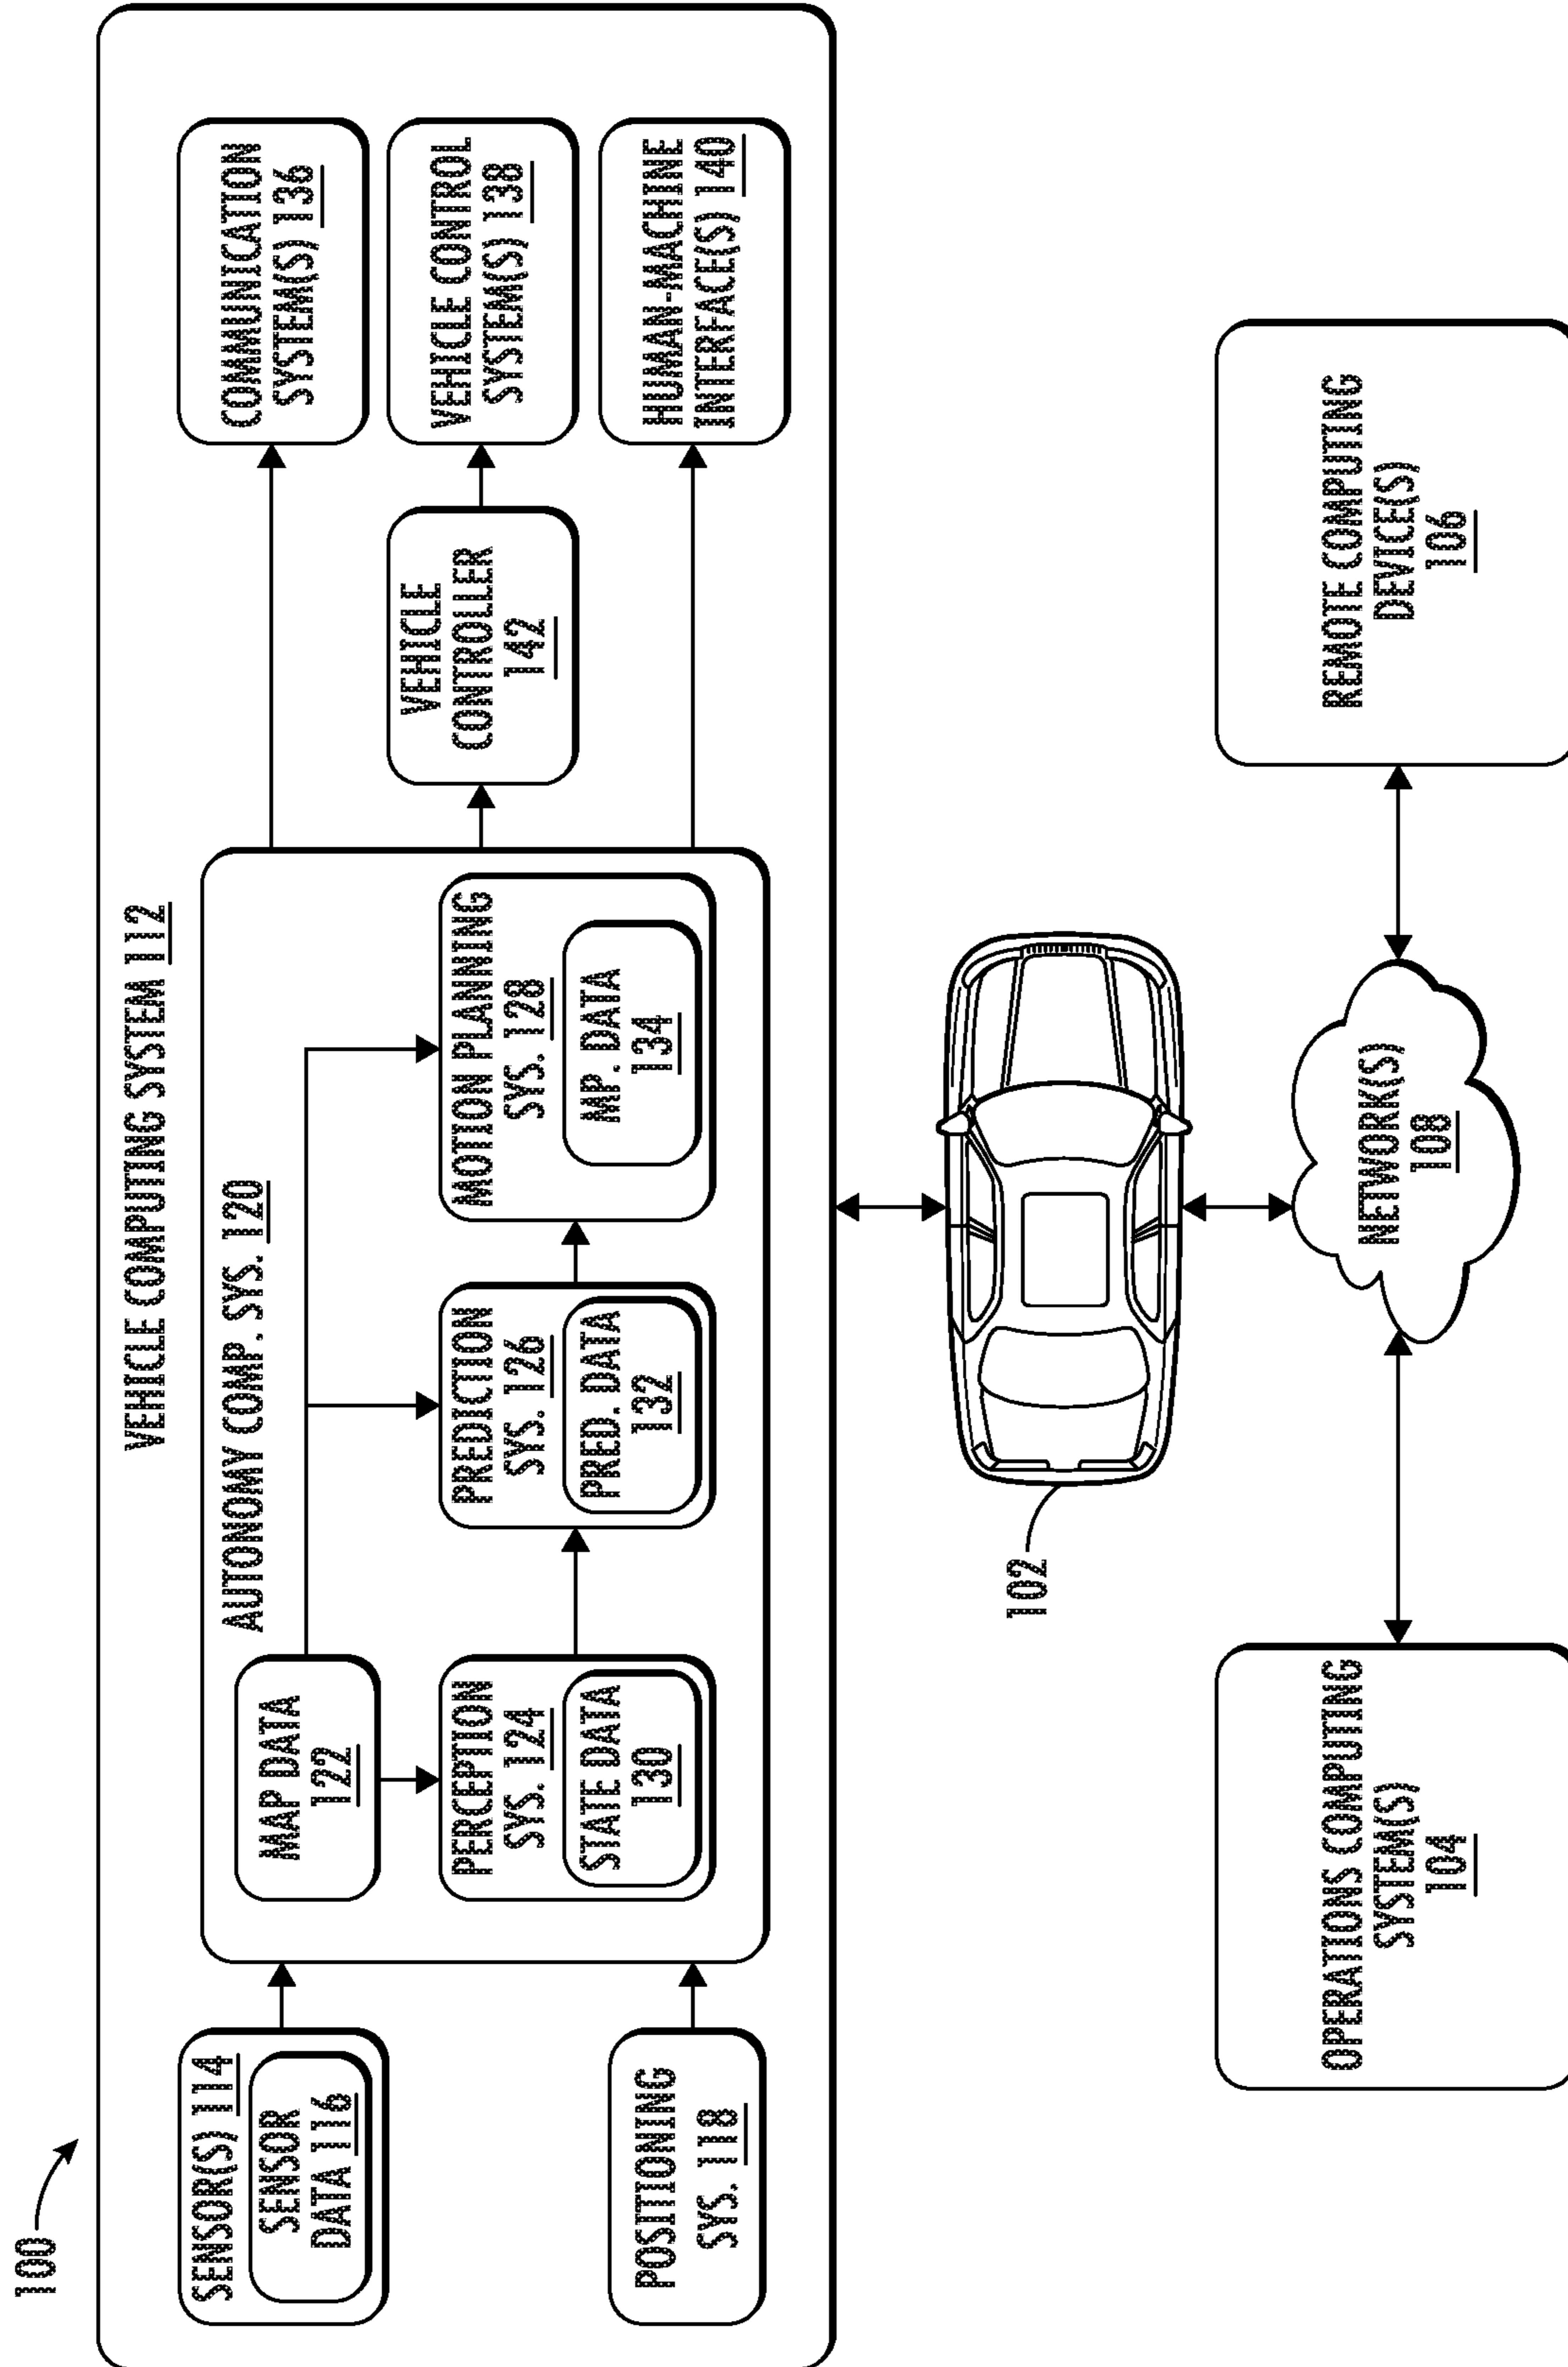 100
VEHICLE COMPUTING SYSTEM 112
SENSOR(S) 114
SENSOR
DATA 116
POSITIONING
SYS. 118
AUTONOMY COMP. SYS. 120
MAP DATA
122
PERCEPTION
SYS. 124
STATE DATA
130
PREDICTION
SYS. 126
PRED. DATA
132
MOTION PLANNING
SYS. 128
MP. DATA
134
VEHICLE
CONTROLLER
142
COMMUNICATION
SYSTEM(S) 136
VEHICLE CONTROL
SYSTEM(S) 138
HUMAN-MACHINE
INTERFACE(S) 140
102
OPERATIONS COMPUTING
SYSTEM(S)
104
NETWORK(S)
108
REMOTE COMPUTING
DEVICE(S)
106